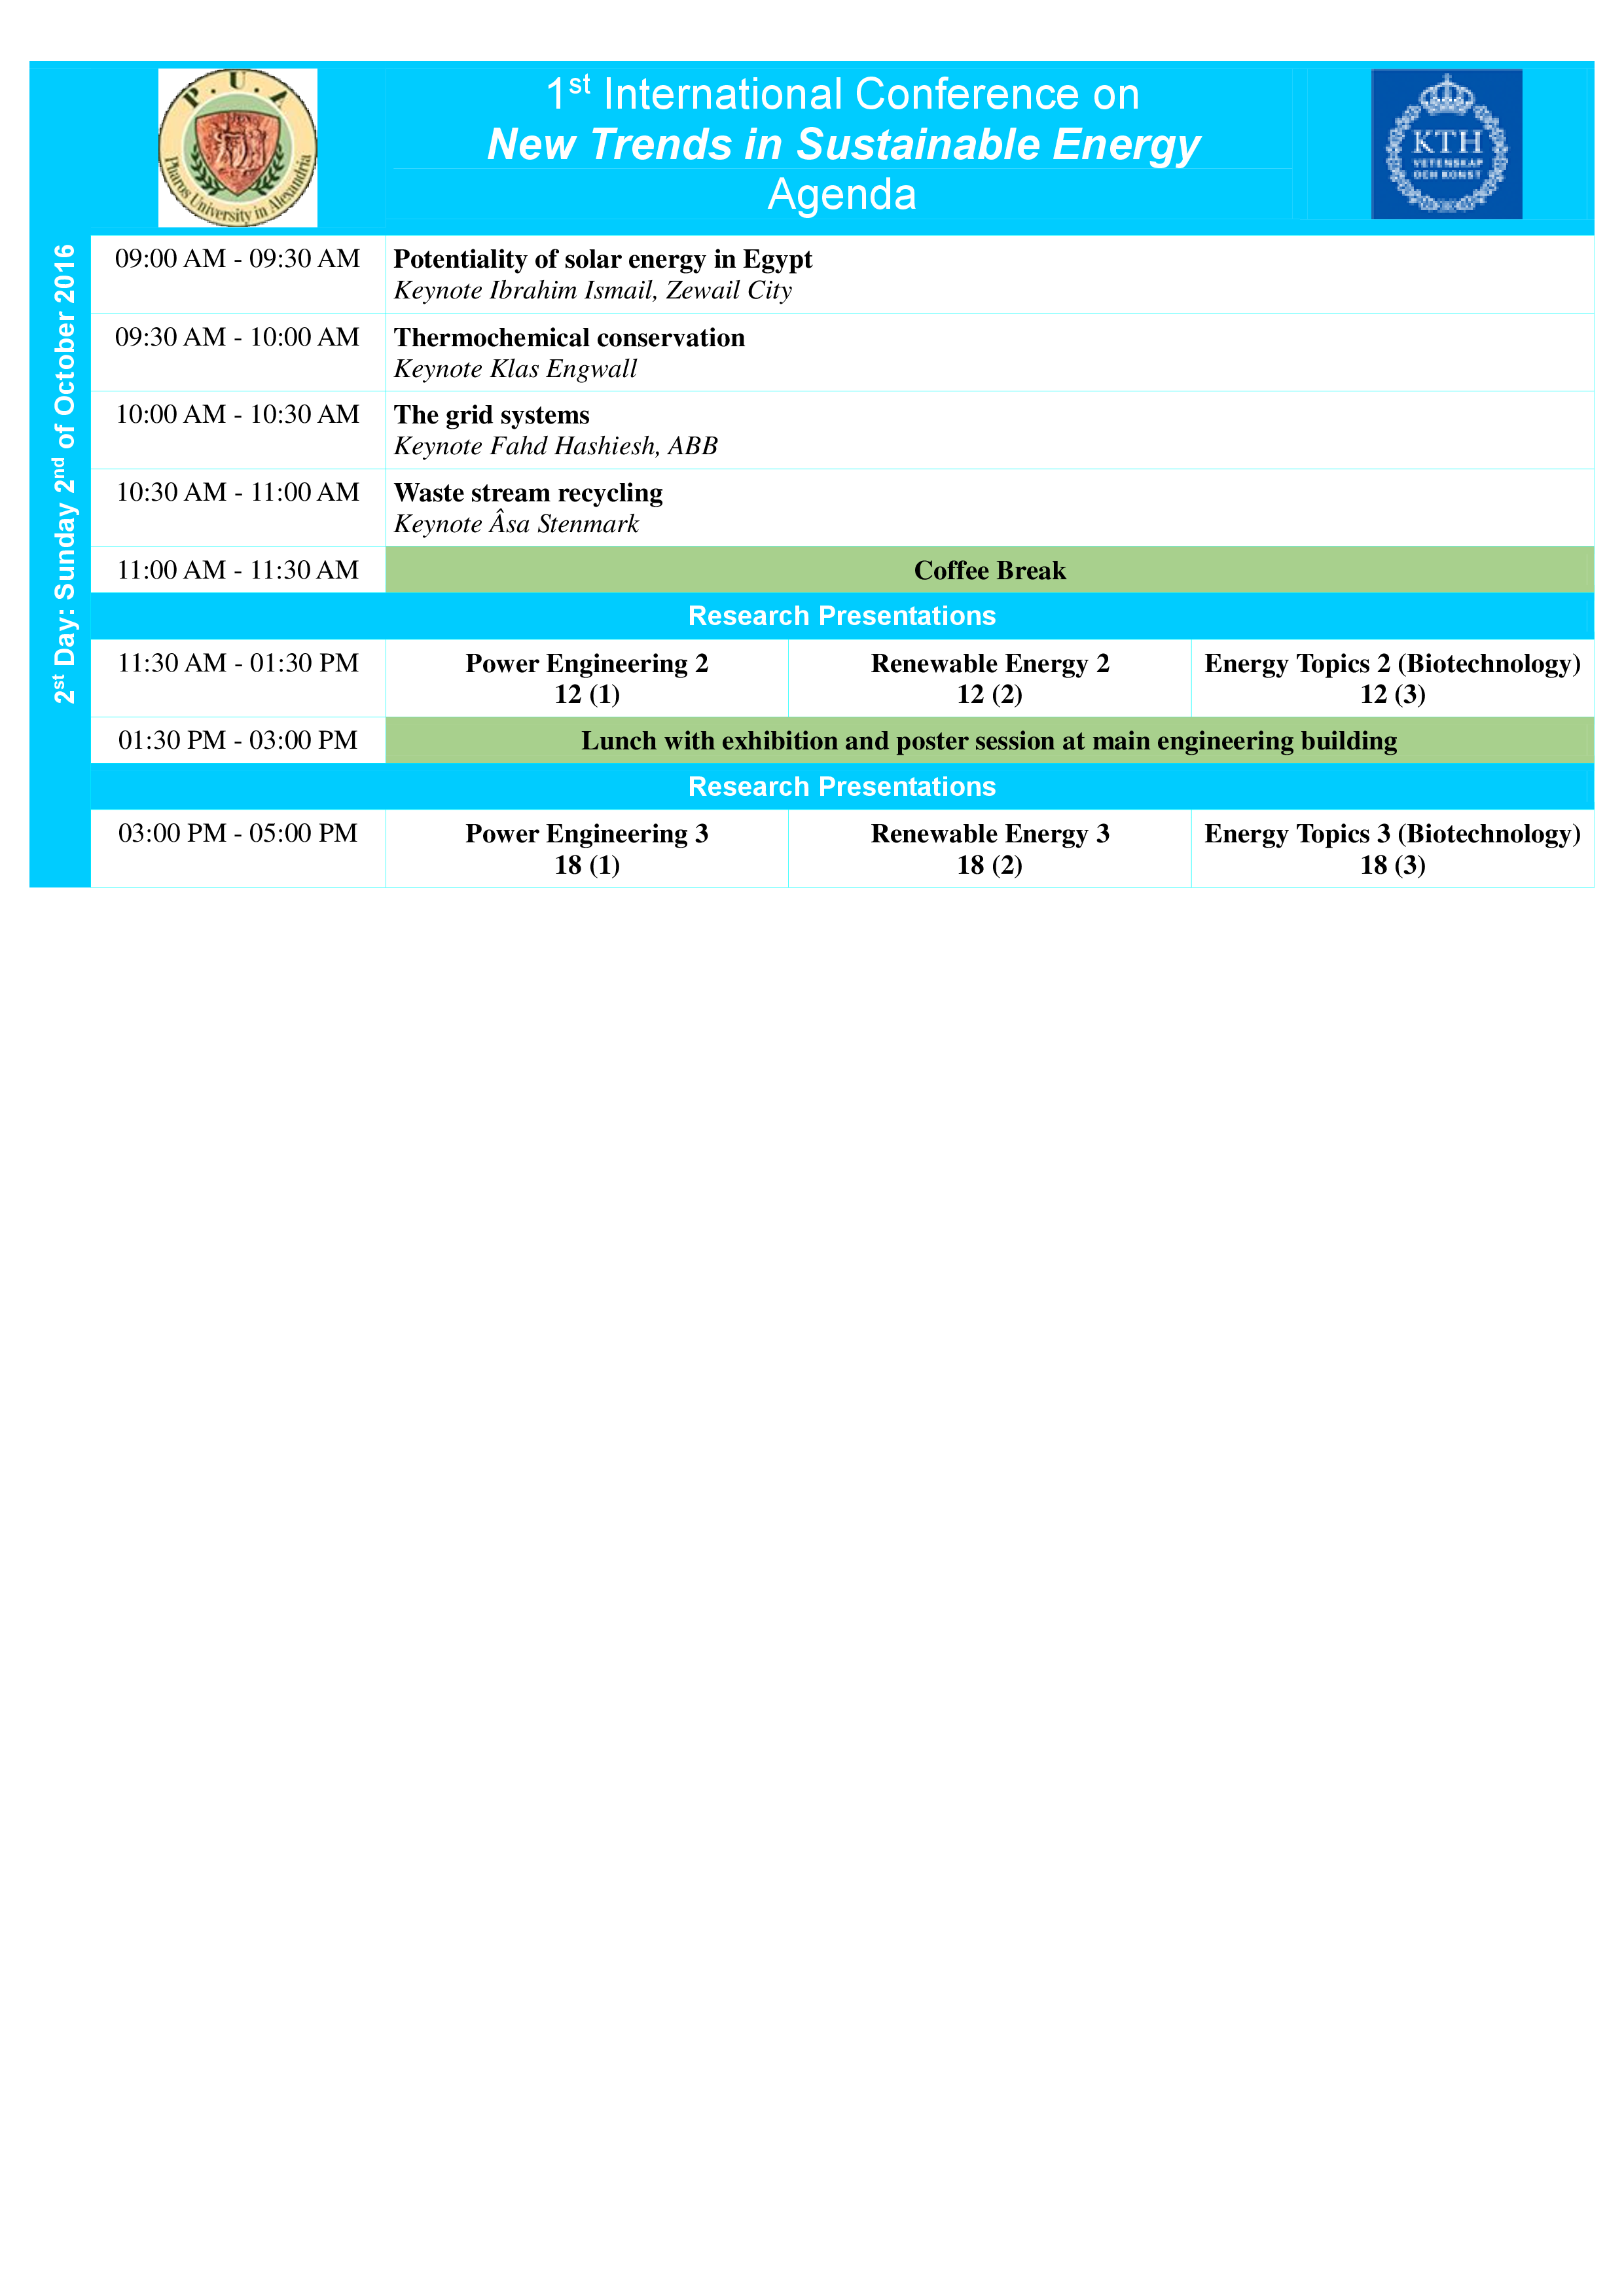 P.U.A
Pharos University in Alexandria
1st International Conference on
New Trends in Sustainable Energy
Agenda
KTH
VETENSKAP
OCH KONST
2st Day: Sunday 2nd of October 2016
09:00 AM - 09:30 AM
Potentiality of solar energy in Egypt
Keynote Ibrahim Ismail, Zewail City
09:30 AM - 10:00 AM
Thermochemical conservation
Keynote Klas Engwall
10:00 AM - 10:30 AM
The grid systems
Keynote Fahd Hashiesh, ABB
10:30 AM - 11:00 AM
Waste stream recycling
Keynote Âsa Stenmark
11:00 AM - 11:30 AM
Coffee Break
Research Presentations
11:30 AM - 01:30 PM
Power Engineering 2
12 (1)
Renewable Energy 2
12 (2)
Energy Topics 2 (Biotechnology)
12 (3)
01:30 PM - 03:00 PM
Lunch with exhibition and poster session at main engineering building
Research Presentations
03:00 PM - 05:00 PM
Power Engineering 3
18 (1)
Renewable Energy 3
18 (2)
Energy Topics 3 (Biotechnology)
18 (3)